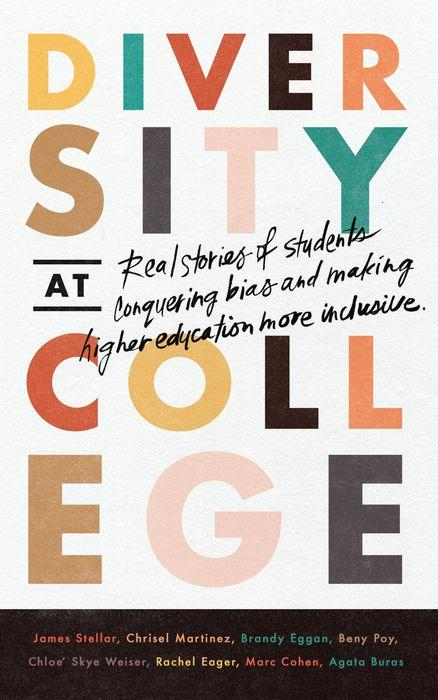 DIVER
SITY
AT
Real stories of students
conquering bias and making
higher education more inclusive.
COLL
EGE
James Stellar, Chrisel Martinez, Brandy Eggan, Beny Poy,
Chloe' Skye Weiser, Rachel Eager, Marc Cohen, Agata Buras